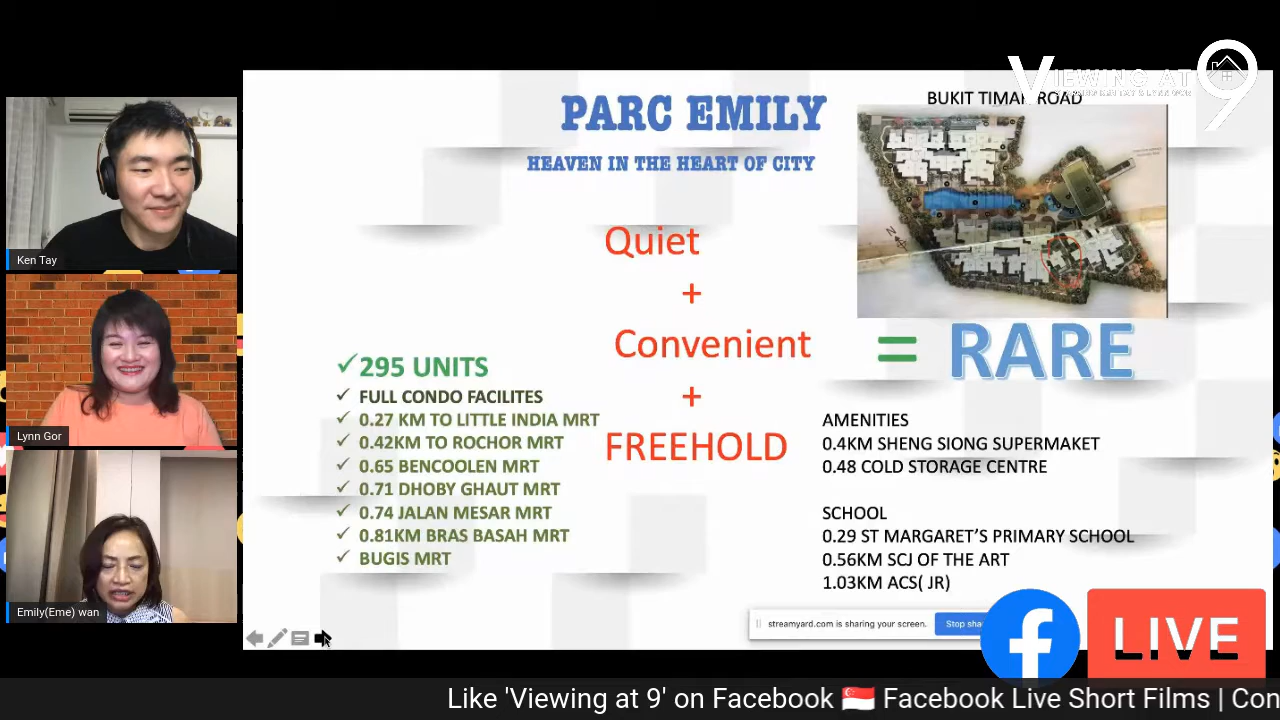 VIEWING AT 9
BUKIT TIMAH ROAD
PARC EMILY
HEAVEN IN THE HEART OF CITY
Ken Tay
Lynn Gor
Emily(Eme) wan
Quiet
+
Convenient
+
FREEHOLD
= RARE
295 UNITS
FULL CONDO FACILITES
0.27 KM TO LITTLE INDIA MRT
0.42KM TO ROCHOR MRT
0.65 BENCOOLEN MRT
0.71 DHOBY GHAUT MRT
0.74 JALAN MESAR MRT
0.81KM BRAS BASAH MRT
BUGIS MRT
AMENITIES
0.4KM SHENG SIONG SUPERMAKET
0.48 COLD STORAGE CENTRE
SCHOOL
0.29 ST MARGARET'S PRIMARY SCHOOL
0.56KM SCJ OF THE ART
1.03KM ACS( JR)
streamyard.com is sharing your screen.
Stop sha
LIVE
Like 'Viewing at 9' on Facebook 🇸🇬 Facebook Live Short Films | Con